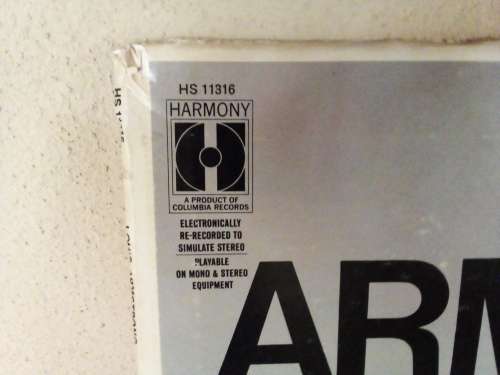 HS 11316
HARMONY
A PRODUCT OF
COLUMBIA RECORDS
ELECTRONICALLY
RE-RECORDED TO
SIMULATE STEREO
PLAYABLE
ON MONO & STEREO
EQUIPMENT
ARM
HS